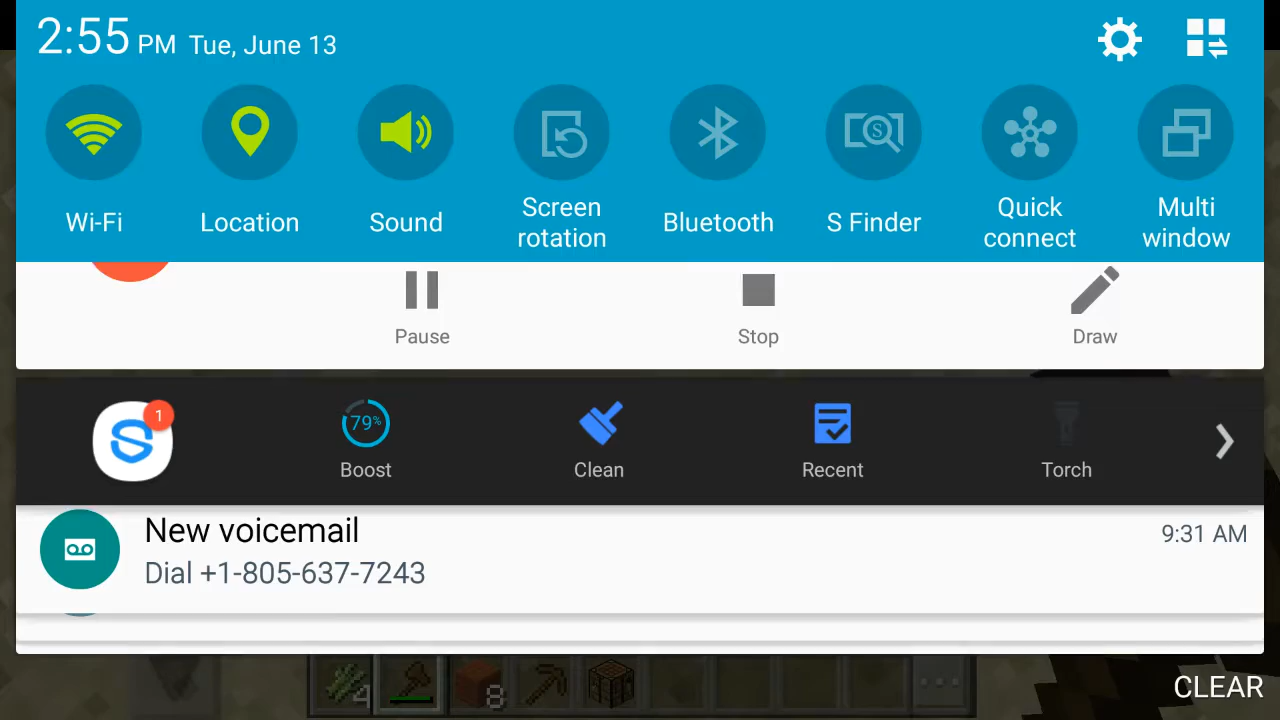 2:55 PM Tue, June 13
Wi-Fi
Location
Sound
Screen
rotation
Bluetooth
S Finder
Quick
connect
Multi
window
Pause
Stop
Draw
1
79%
Boost
Clean
Recent
Torch
New voicemail
9:31 AM
Dial +1-805-637-7243
4
8
CLEAR